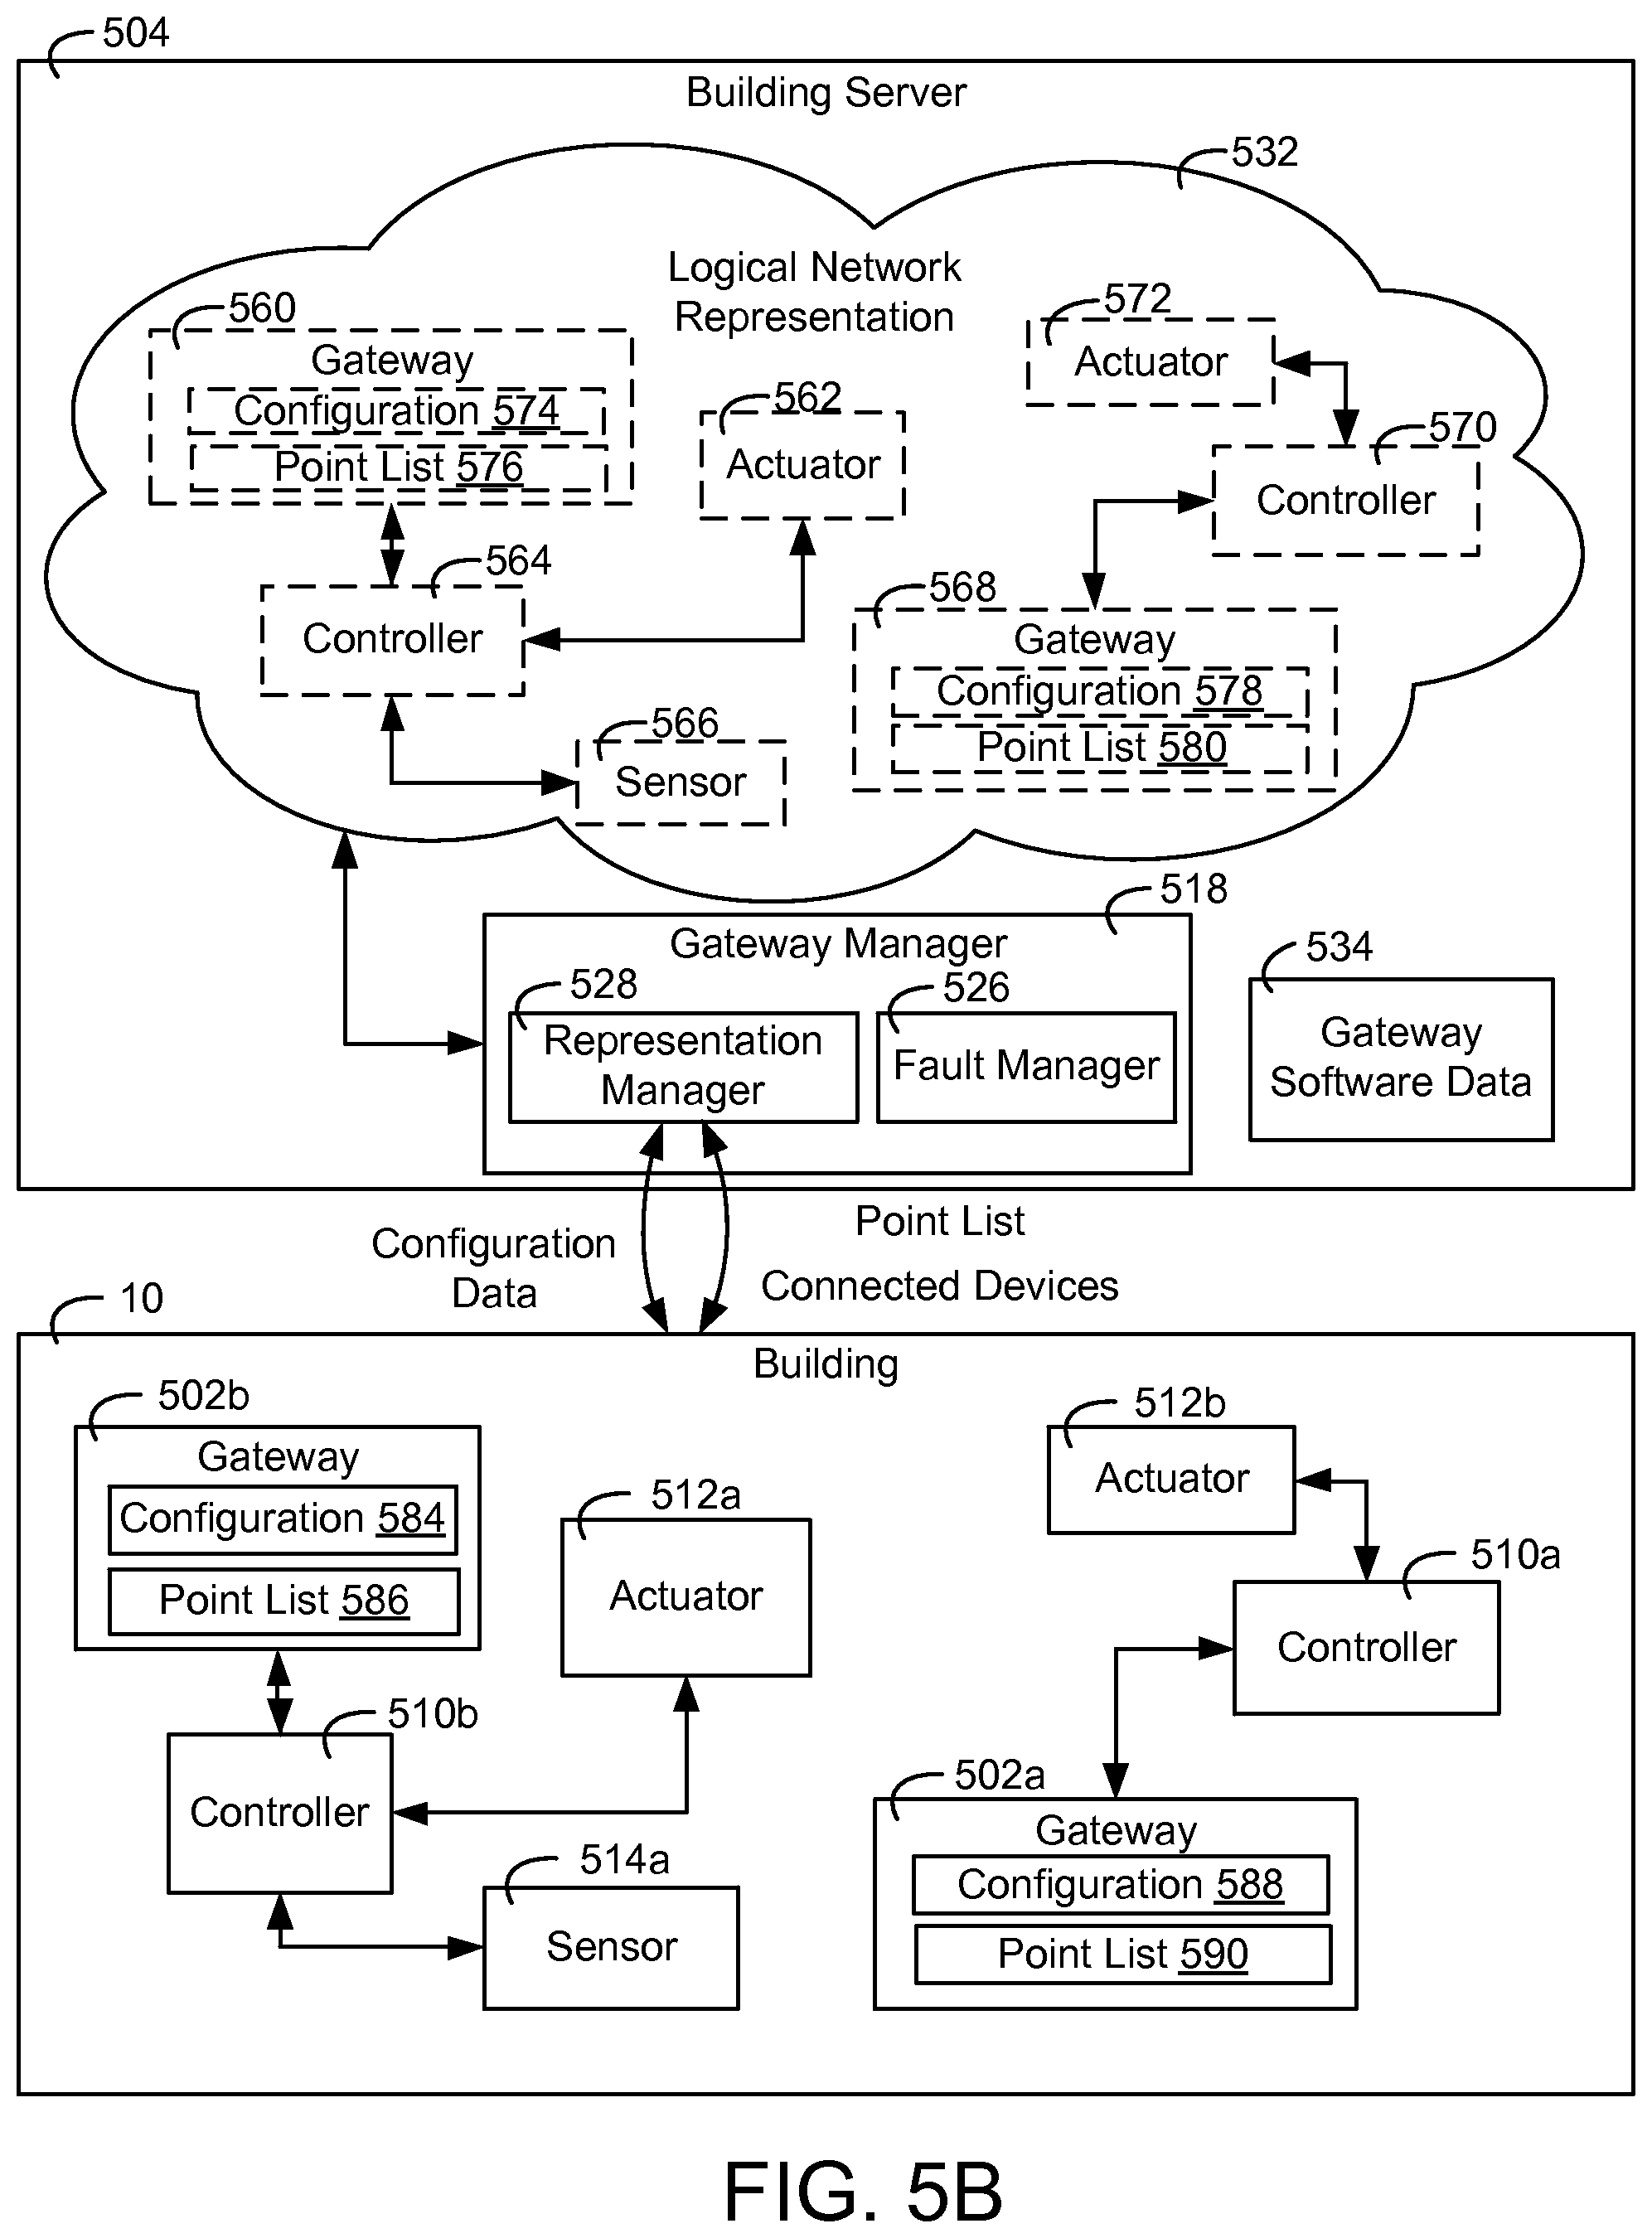 504
Building Server
532
Logical Network
Representation
560
Gateway
Configuration 574
Point List 576
562
Actuator
572
Actuator
570
Controller
564
Controller
568
Gateway
Configuration 578
Point List 580
566
Sensor
518
Gateway Manager
528
Representation
Manager
526
Fault Manager
534
Gateway
Software Data
Configuration
Data
Point List
Connected Devices
10
Building
502b
Gateway
Configuration 584
Point List 586
512a
Actuator
512b
Actuator
510a
Controller
510b
Controller
502a
Gateway
Configuration 588
Point List 590
514a
Sensor
FIG. 5B